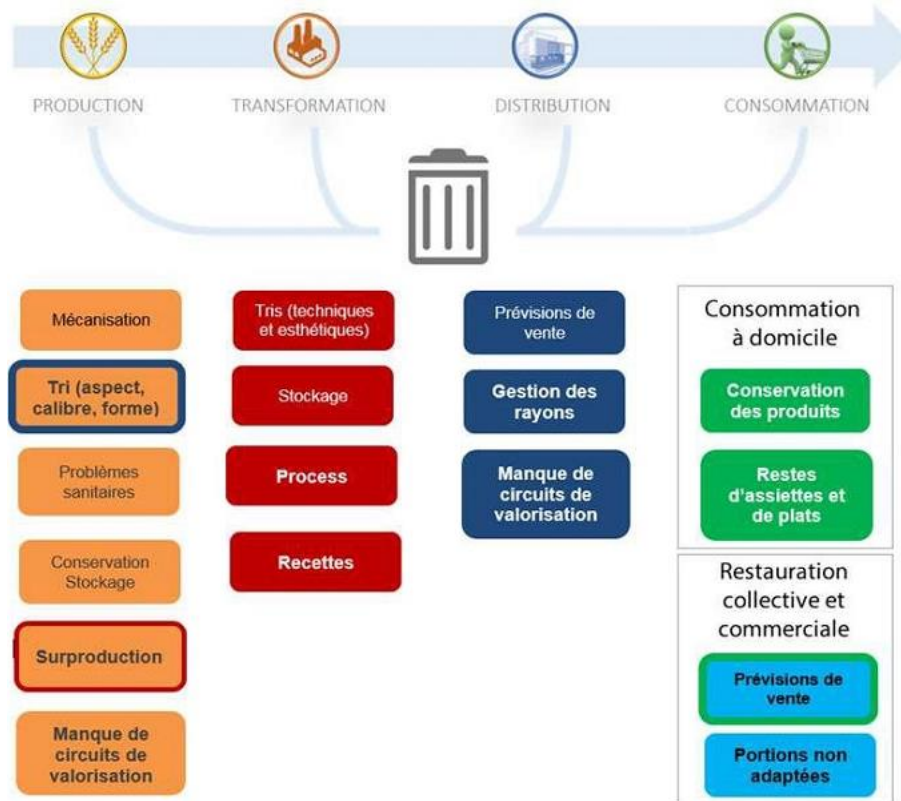 PRODUCTION
TRANSFORMATION
DISTRIBUTION
CONSOMMATION
Mécanisation
Tri (aspect,
calibre, forme)
Problèmes
sanitaires
Conservation
Stockage
Surproduction
Manque de
circuits de
valorisation
Tris (techniques
et esthétiques)
Stockage
Process
Recettes
Prévisions de
vente
Gestion des
rayons
Manque de
circuits de
valorisation
Consommation
à domicile
Conservation
des produits
Restes
d'assiettes et
de plats
Restauration
collective et
commerciale
Prévisions de
vente
Portions non
adaptées